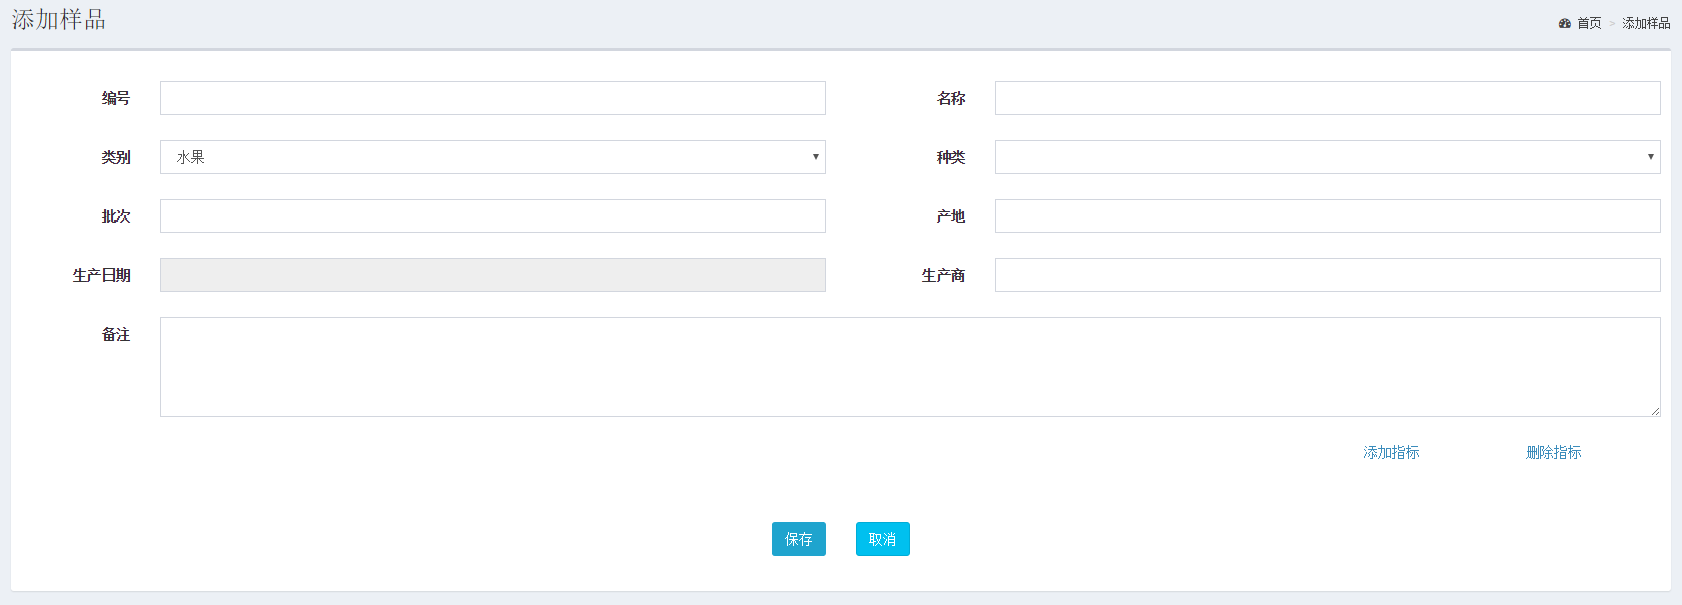 添加样品
首页 > 添加样品
编号
名称
类别 水果
种类
批次
产地
生产日期
生产商
备注
添加指标 删除指标
保存 取消